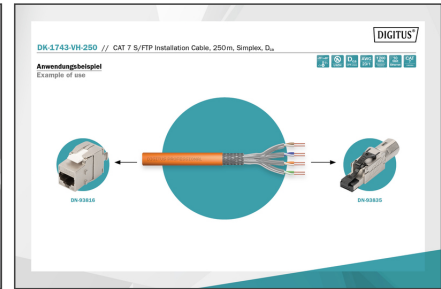 DIGITUS®
DK-1743-VH-250 // CAT 7 S/FTP Installation Cable, 250m, Simplex, Dca
Anwendungsbeispiel
Example of use
DN-93816
DN-93835